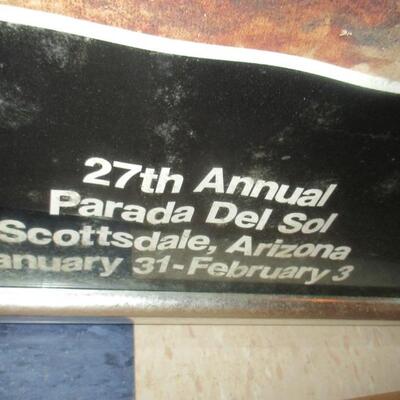 27th Annual
Parada Del Sol
Scottsdale, Arizona
anuary 31-February 3